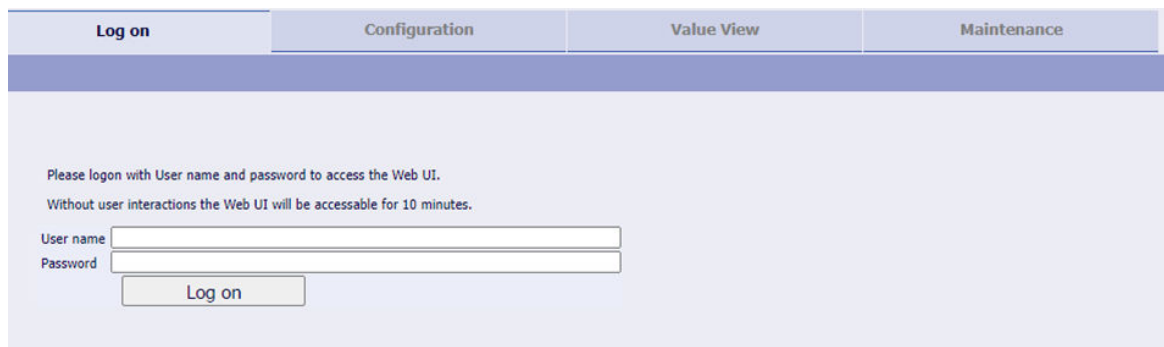 Log on
Configuration
Value View
Maintenance
Please logon with User name and password to access the Web UI.
Without user interactions the Web UI will be accessable for 10 minutes.
User name
Password
Log on